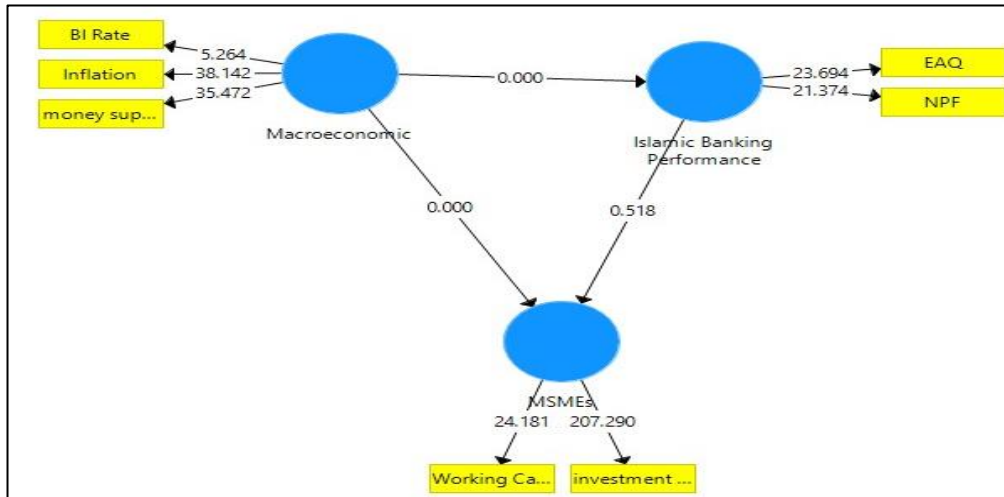 BI Rate
5.264
Inflation
38.142
money sup...
35.472
Macroeconomic
0.000
Islamic Banking
Performance
23.694
EAQ
21.374
NPF
0.000
0.518
MSMEs
24.181
207.290
Working Ca...
investment ...